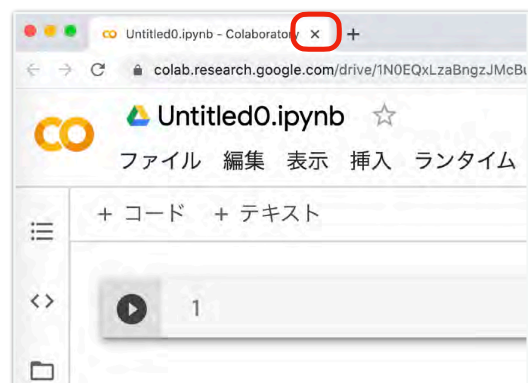 Untitled0.ipynb - Colaboratory
colab.research.google.com/drive/1N0EQxLzaBngzJMcBu
CO Untitled0.ipynb
ファイル 編集 表示 挿入 ランタイム
+ コード + テキスト
1